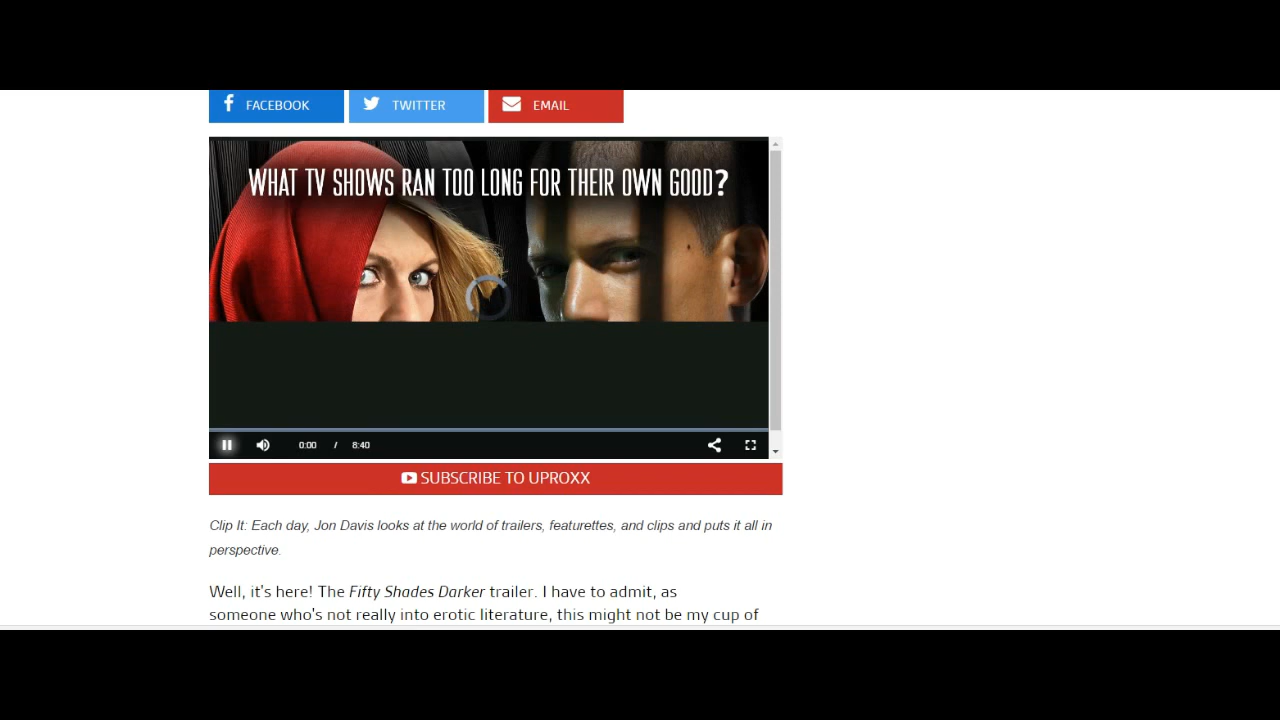 FACEBOOK TWITTER EMAIL
WHAT TV SHOWS RAN TOO LONG FOR THEIR OWN GOOD?
0:00 / 8:40
SUBSCRIBE TO UPROXX
Clip It: Each day, Jon Davis looks at the world of trailers, featurettes, and clips and puts it all in
perspective.
Well, it's here! The Fifty Shades Darker trailer. I have to admit, as
someone who's not really into erotic literature, this might not be my cup of